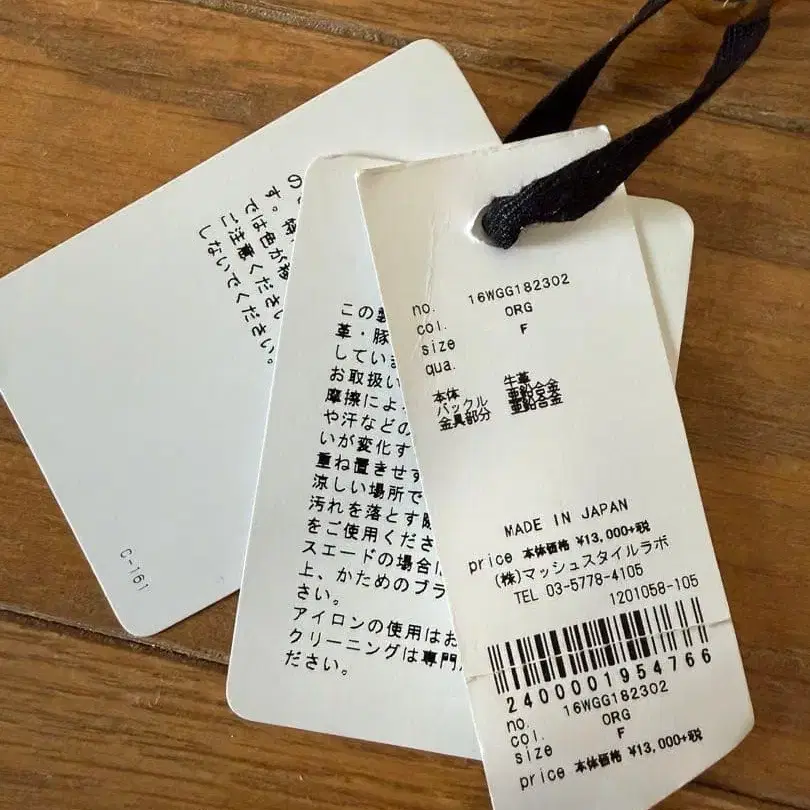 no. 16WGG182302
col. ORG
size F
qua.
本体 牛革
バックル 亜鉛合金
金具部分 亜鉛合金
MADE IN JAPAN
price 本体価格 ¥13,000+税
(株)マッシュスタイルラボ
TEL 03-5778-4105
1201058-105
2400001954766
no. 16WGG182302
col. ORG
size F
price 本体価格 ¥13,000+税
この
革・豚
してい
お取扱い
摩擦によ
や汗などの
いが変化す
重ね置きせず
涼しい場所で
汚れを落とす
をご使用くださ
スエードの場合
上、かためのブラ
さい。
アイロンの使用はお
クリーニングは専門
ださい。
の
す。
では色が
ご注意ください
しないでください。
C-161